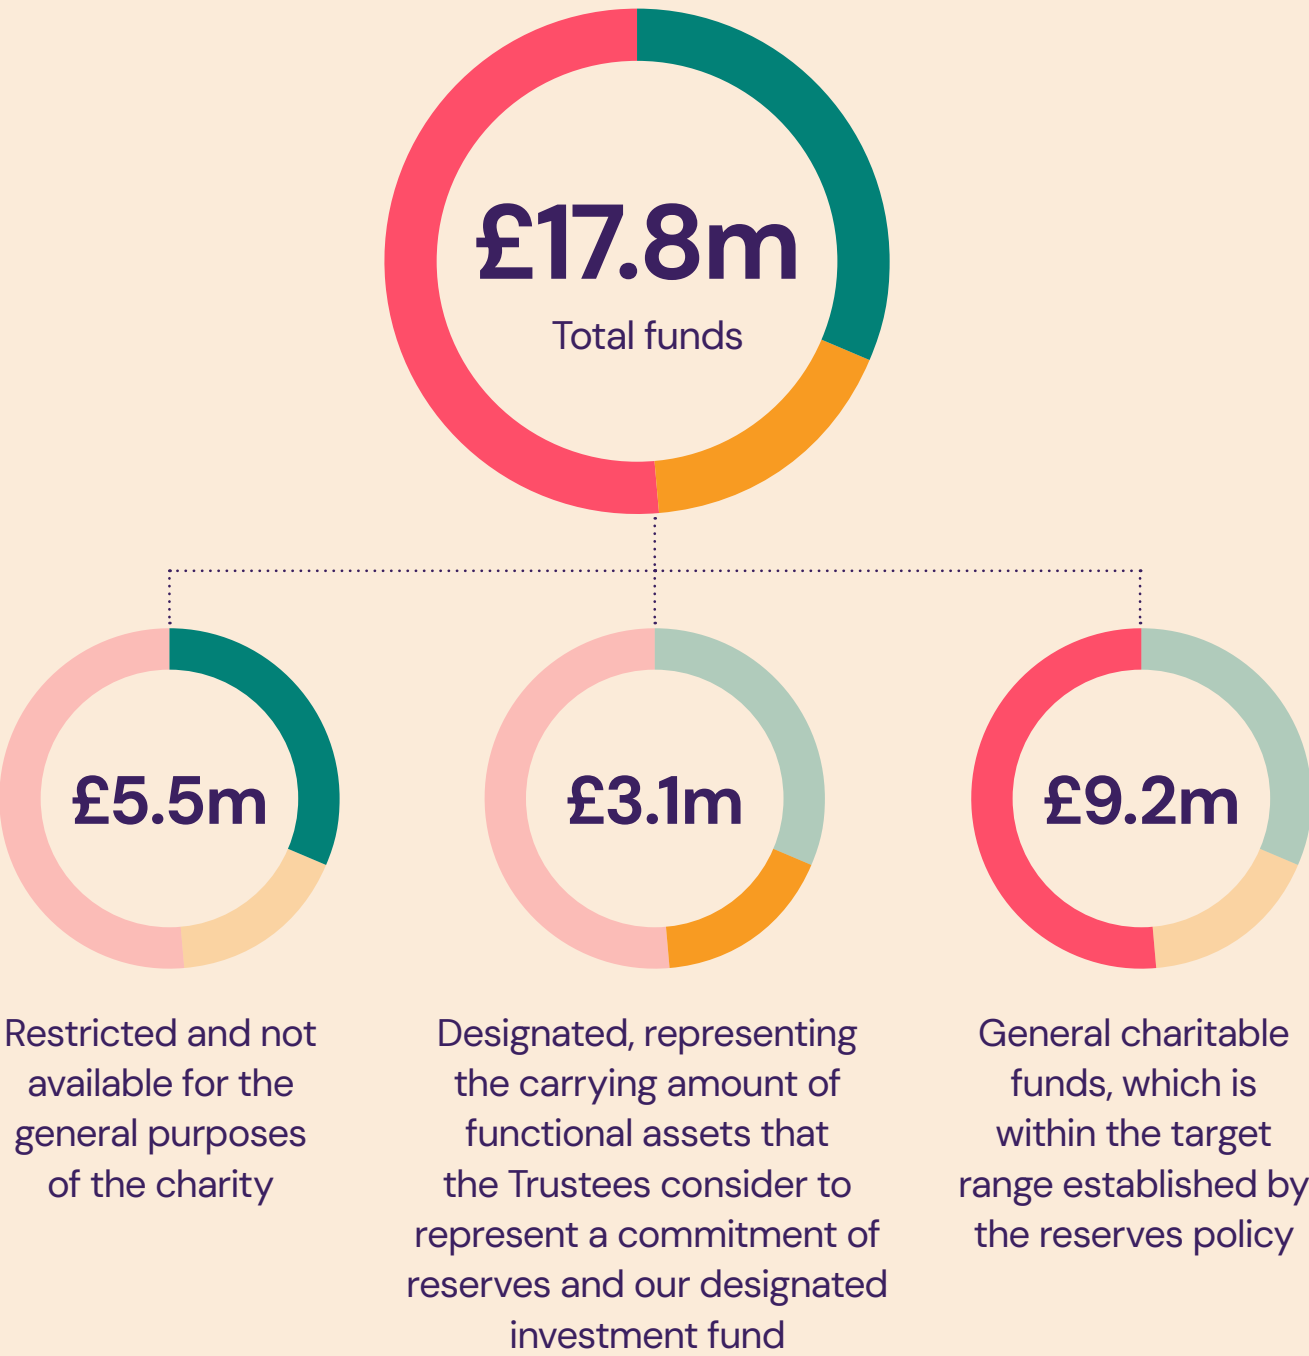 £17.8m
Total funds
£5.5m
Restricted and not
available for the
general purposes
of the charity
£3.1m
Designated, representing
the carrying amount of
functional assets that
the Trustees consider to
represent a commitment of
reserves and our designated
investment fund
£9.2m
General charitable
funds, which is
within the target
range established by
the reserves policy